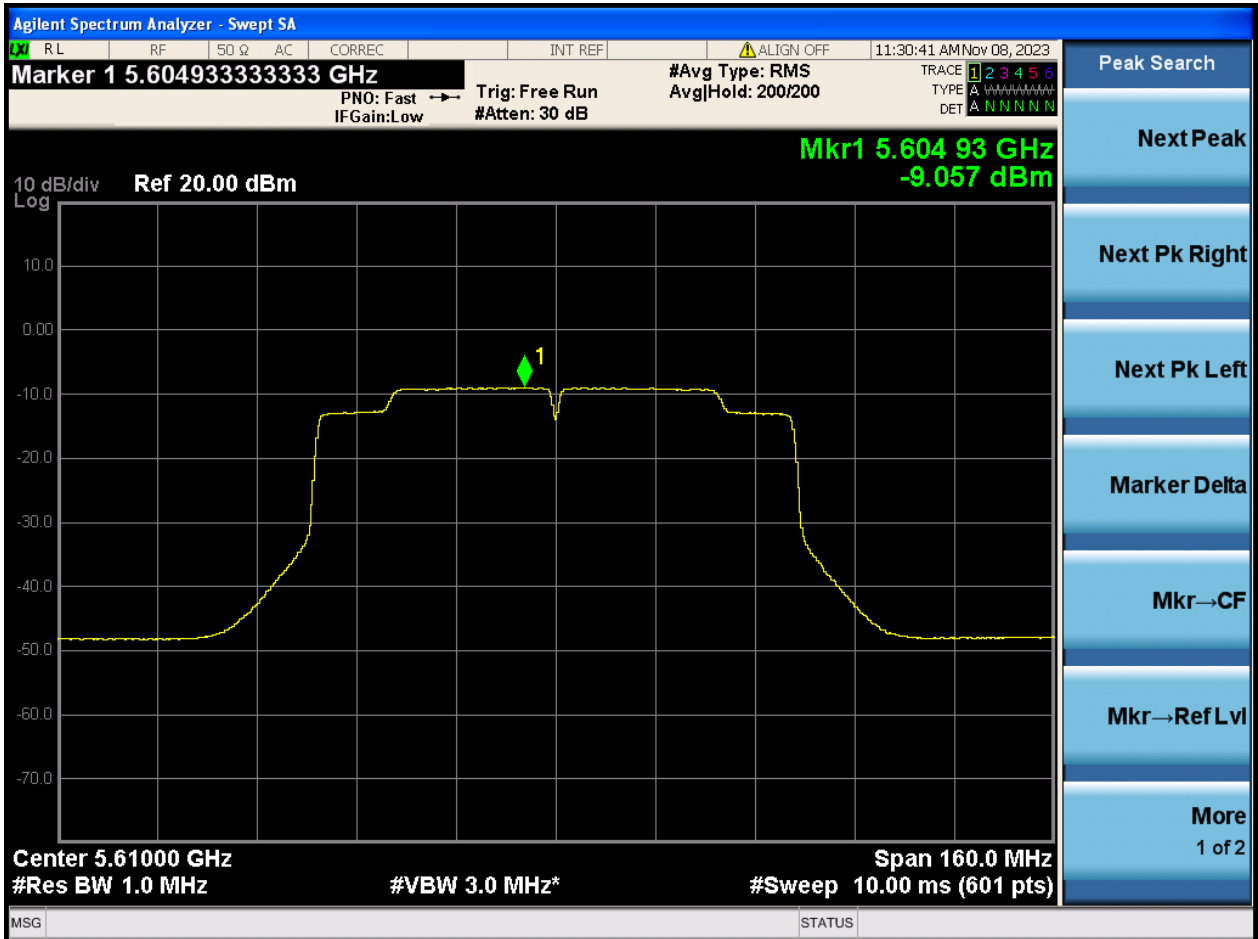 Agilent Spectrum Analyzer - Swept SA
LXI RL RF 50 Ω AC CORREC INT REF ALIGN OFF 11:30:41 AM Nov 08, 2023
Marker 1 5.604933333333 GHz
PNO: Fast
IFGain:Low
Trig: Free Run
#Atten: 30 dB
#Avg Type: RMS
Avg|Hold: 200/200
TRACE 1 2 3 4 5 6
TYPE A WWWWWW
DET A N N N N N
Mkr1 5.604 93 GHz
-9.057 dBm
10 dB/div Ref 20.00 dBm
Log
10.0
0.00
-10.0
-20.0
-30.0
-40.0
-50.0
-60.0
-70.0
1
Center 5.61000 GHz Span 160.0 MHz
#Res BW 1.0 MHz #VBW 3.0 MHz* #Sweep 10.00 ms (601 pts)
MSG STATUS
Peak Search
Next Peak
Next Pk Right
Next Pk Left
Marker Delta
Mkr→CF
Mkr→Ref Lvl
More
1 of 2